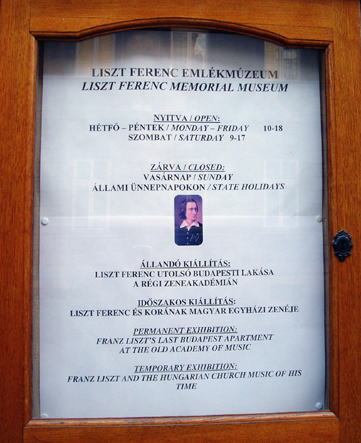 LISZT FERENC EMLÉKMÚZEUM
LISZT FERENC MEMORIAL MUSEUM
NYITVA / OPEN:
HÉTFŐ – PÉNTEK / MONDAY – FRIDAY 10-18
SZOMBAT / SATURDAY 9-17
ZÁRVA / CLOSED:
VASÁRNAP / SUNDAY
ÁLLAMI ÜNNEPNAPOKON / STATE HOLIDAYS
ÁLLANDÓ KIÁLLÍTÁS:
LISZT FERENC UTOLSÓ BUDAPESTI LAKÁSA
A RÉGI ZENEAKADÉMIÁN
IDŐSZAKOS KIÁLLÍTÁS:
LISZT FERENC ÉS KORÁNAK MAGYAR EGYHÁZI ZENÉJE
PERMANENT EXHIBITION:
FRANZ LISZT'S LAST BUDAPEST APARTMENT
AT THE OLD ACADEMY OF MUSIC
TEMPORARY EXHIBITION:
FRANZ LISZT AND THE HUNGARIAN CHURCH MUSIC OF HIS
TIME